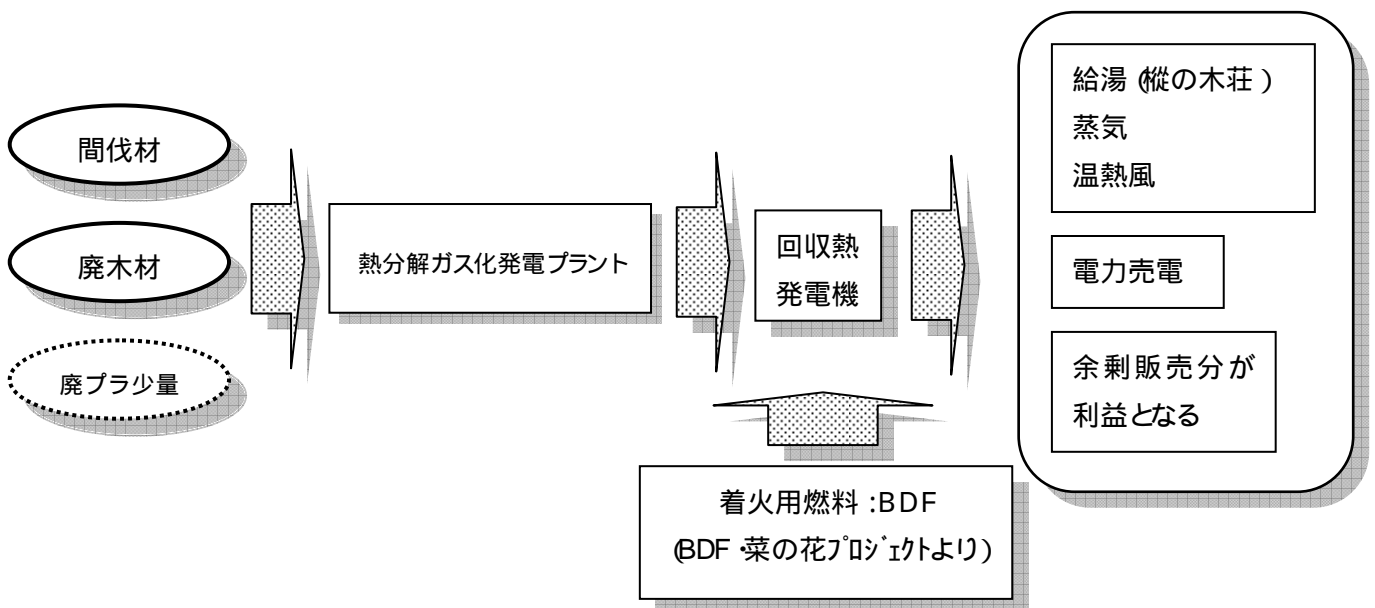 間伐材
廃木材
廃プラ少量
熱分解ガス化発電プラント
回収熱
発電機
着火用燃料:BDF
(BDF・菜の花ﾌﾟﾛｼﾞｪｸﾄより)
給湯(樅の木荘)
蒸気
温熱風
電力売電
余剰販売分が
利益となる